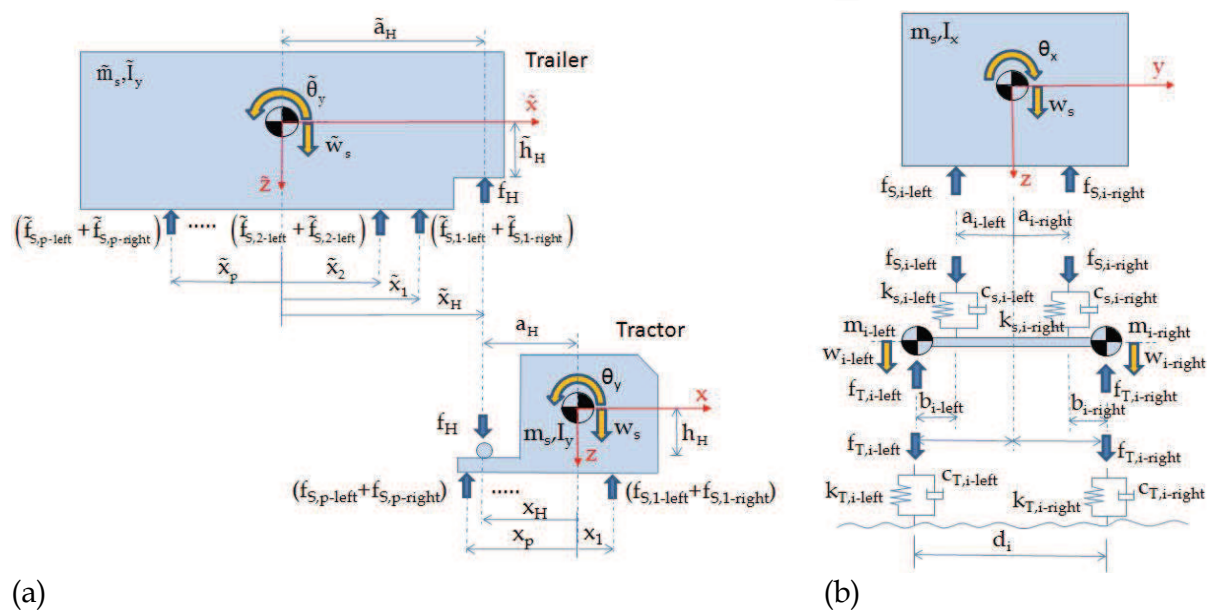 ã_H
Trailer
m̃_s,Ĩ_y
θ̃_y
x̃
w̃_s
h̃_H
z̃
f_H
(f̃_S,p-left + f̃_S,p-right) ..... (f̃_S,2-left + f̃_S,2-left) (f̃_S,1-left + f̃_S,1-right)
x̃_p
x̃_2
x̃_1
x̃_H
a_H
Tractor
θ_y
x
f_H
m_s,I_y
w_s
h_H
z
(f_S,p-left+f_S,p-right) ..... (f_S,1-left+f_S,1-right)
x_H
x_p
x_1
(a)
m_s,I_x
θ_x
y
w_s
f_S,i-left
z
f_S,i-right
a_i-left
a_i-right
f_S,i-left
f_S,i-right
k_s,i-left
c_s,i-left
c_s,i-right
k_s,i-right
m_i-left
m_i-right
w_i-left
w_i-right
f_T,i-left
f_T,i-right
b_i-left
b_i-right
f_T,i-left
f_T,i-right
c_T,i-left
c_T,i-right
k_T,i-left
k_T,i-right
d_i
(b)